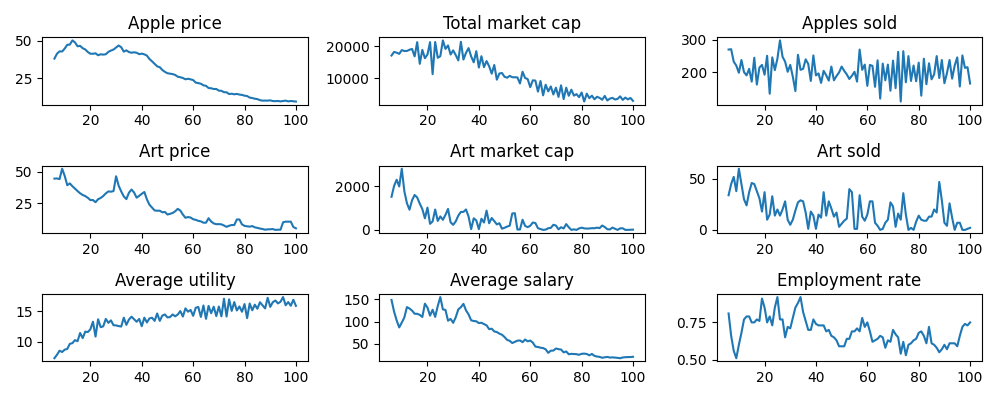 Apple price
Total market cap
Apples sold
50
25
20 40 60 80 100
20000
10000
20 40 60 80 100
300
200
20 40 60 80 100
Art price
Art market cap
Art sold
50
25
20 40 60 80 100
2000
0
20 40 60 80 100
50
0
20 40 60 80 100
Average utility
Average salary
Employment rate
15
10
20 40 60 80 100
150
100
50
20 40 60 80 100
0.75
0.50
20 40 60 80 100